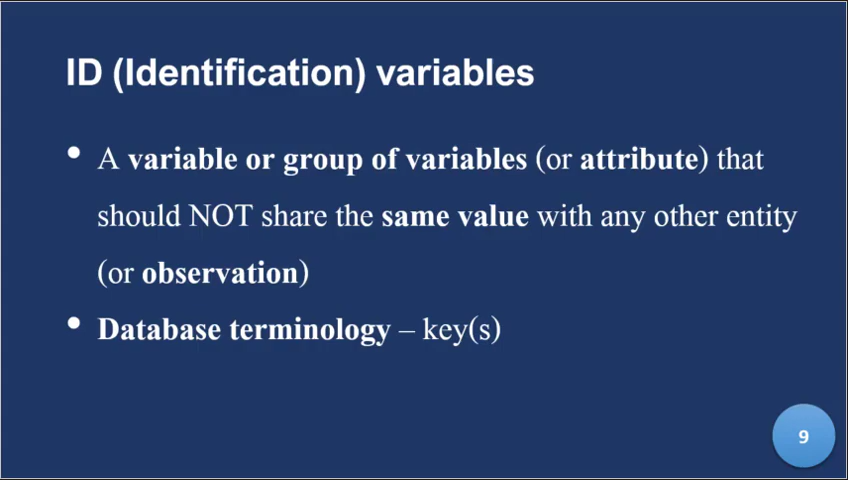 ID (Identification) variables
• A variable or group of variables (or attribute) that
should NOT share the same value with any other entity
(or observation)
• Database terminology – key(s)
9